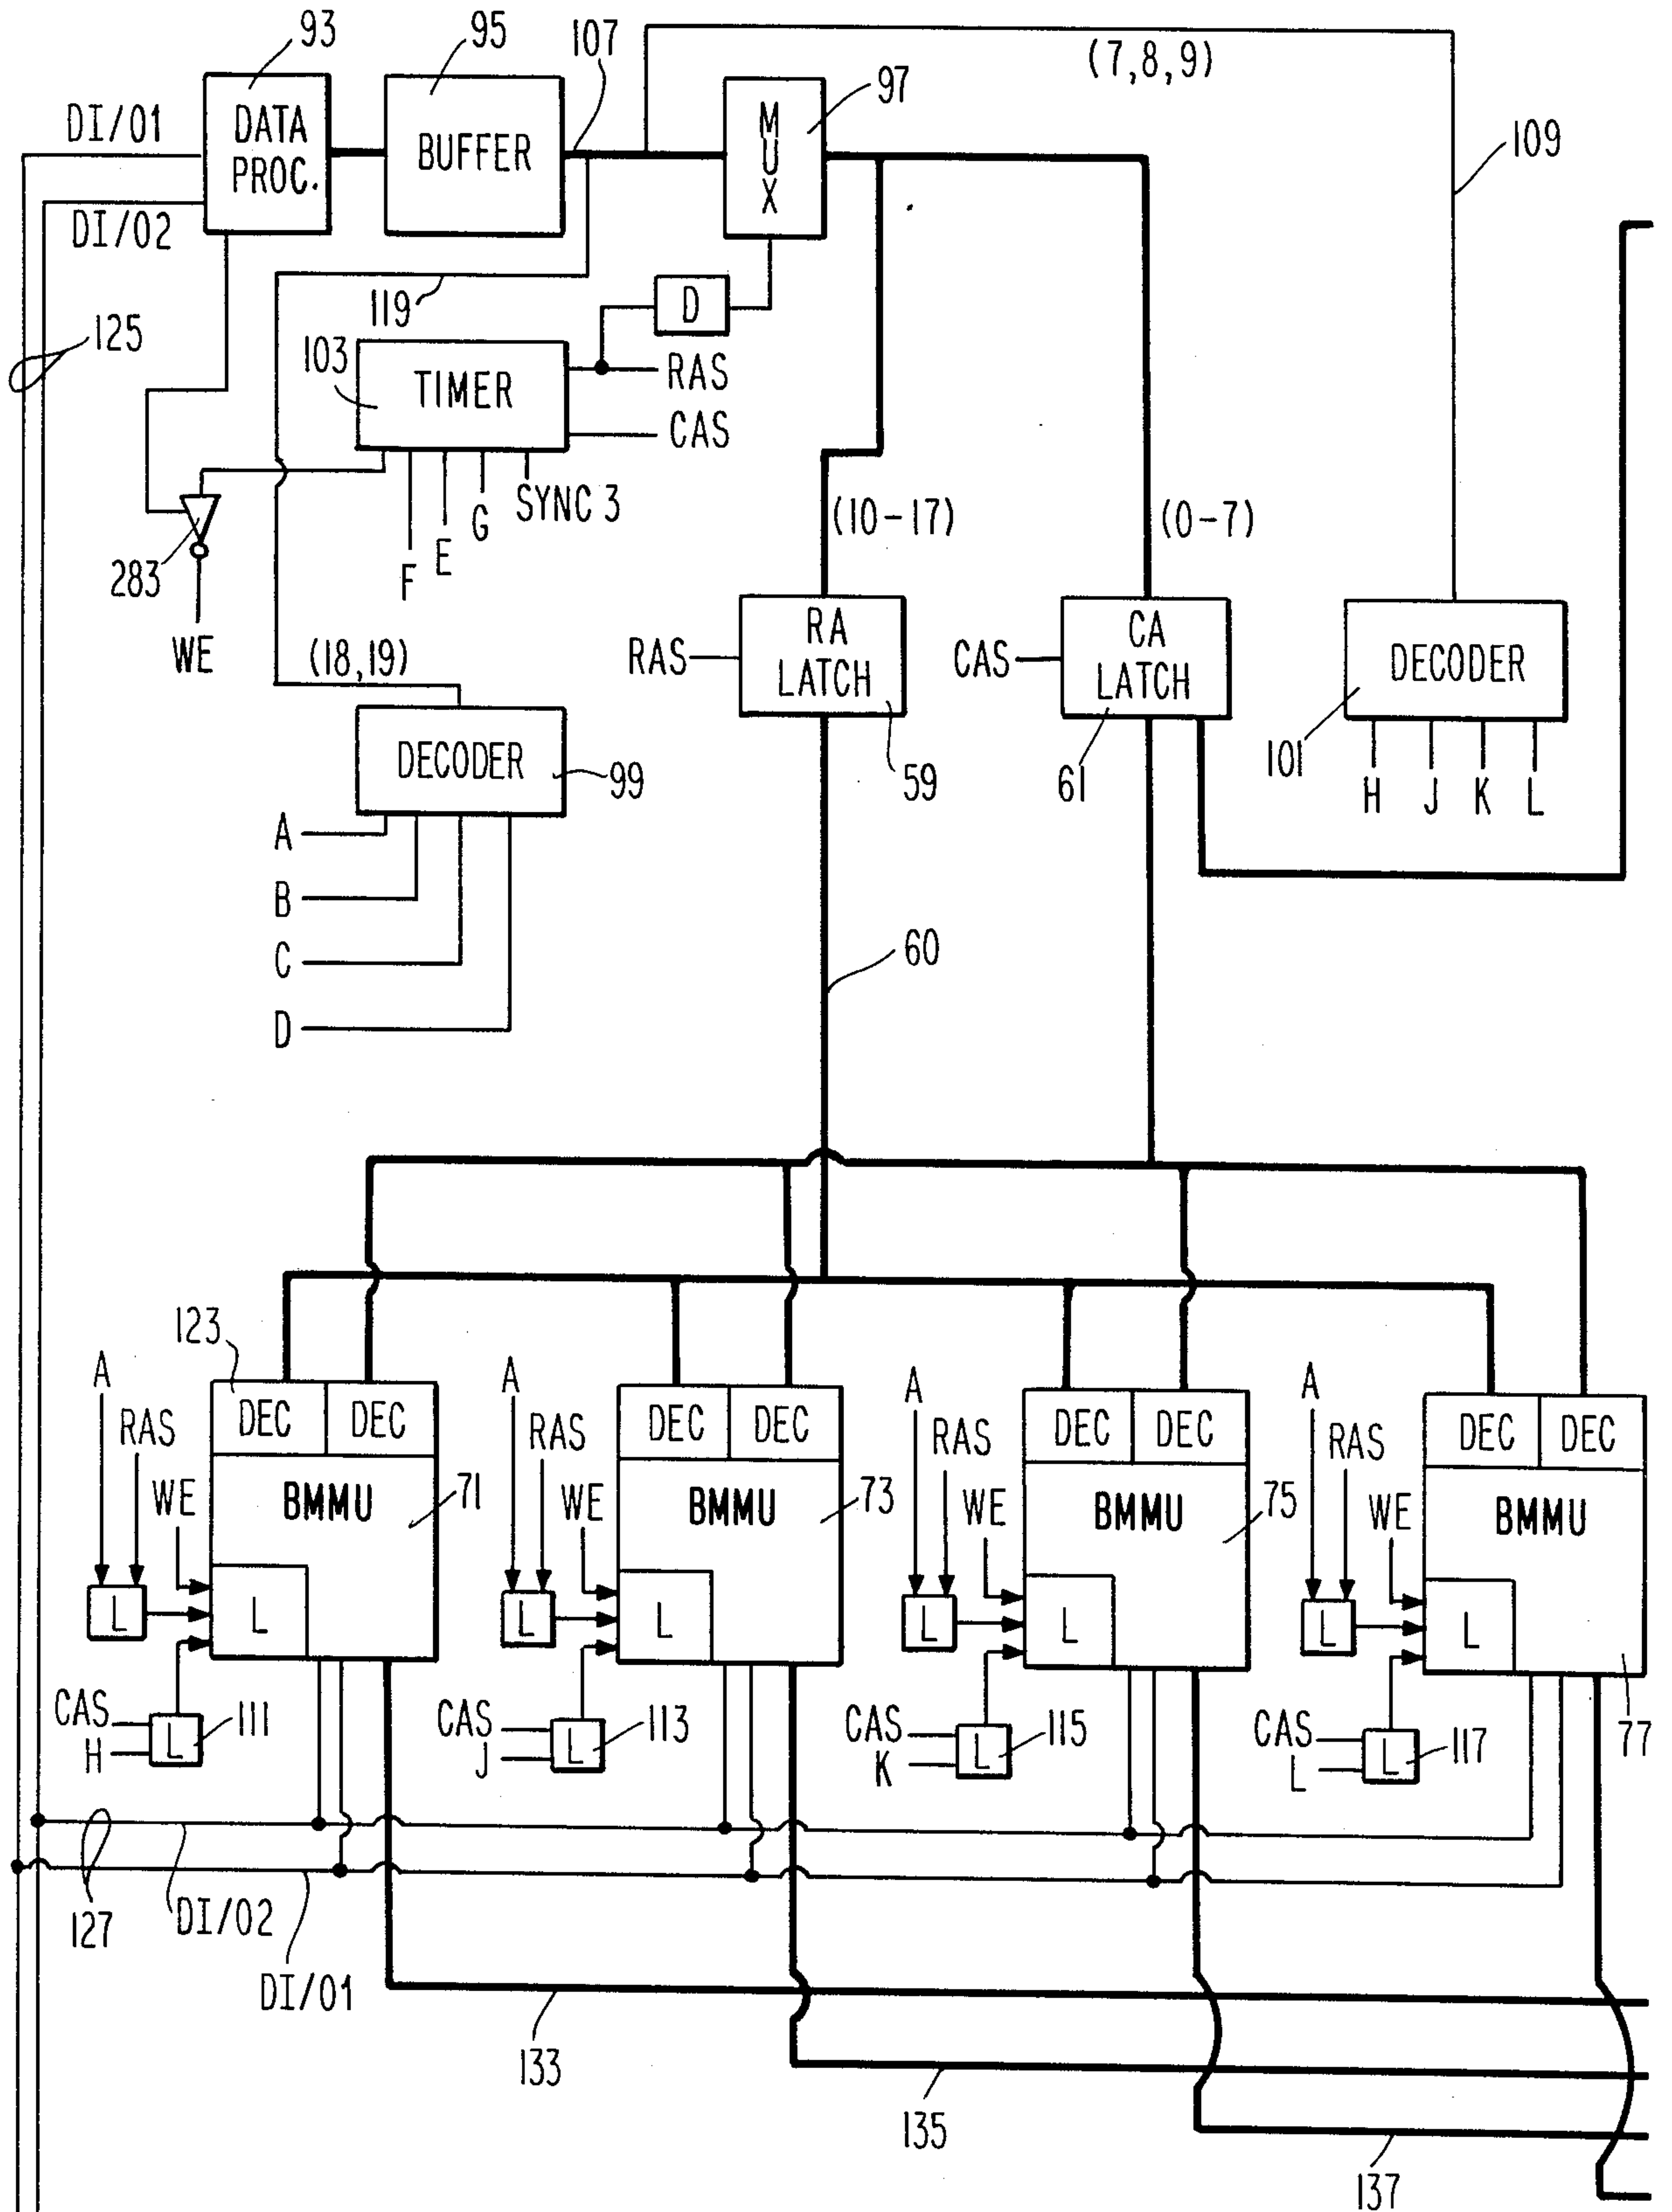 93
95
107
(7,8,9)
97
DI/01
DATA
PROC.
BUFFER
MUX
109
DI/02
119
D
125
103
TIMER
RAS
CAS
SYNC 3
G
E
F
283
WE
(10-17)
(0-7)
(18,19)
RAS
RA
LATCH
59
CAS
CA
LATCH
61
DECODER
101
H J K L
DECODER
99
A
B
C
D
60
123
A
RAS
WE
DEC DEC
BMMU
71
L
L
A
RAS
WE
DEC DEC
BMMU
73
L
L
A
RAS
WE
DEC DEC
BMMU
75
L
L
A
RAS
WE
DEC DEC
BMMU
77
L
L
CAS
H
L
111
CAS
J
L
113
CAS
K
L
115
CAS
L
L
117
127
DI/02
DI/01
133
135
137